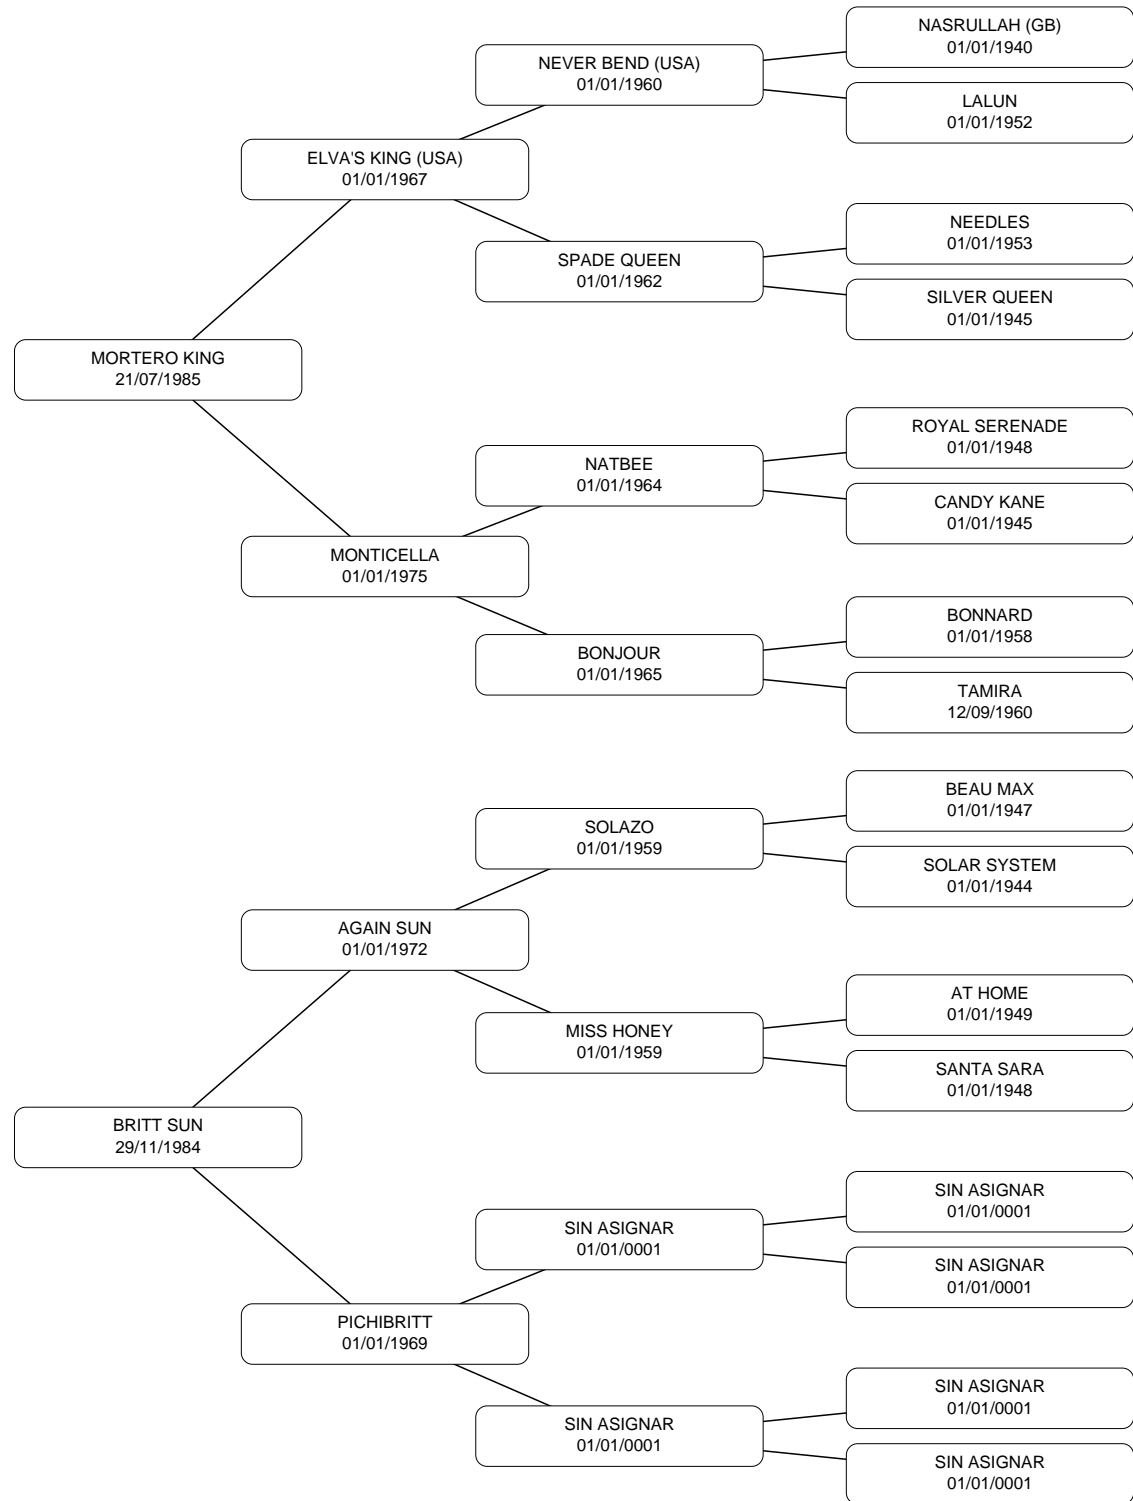 NASRULLAH (GB)
01/01/1940
NEVER BEND (USA)
01/01/1960
LALUN
01/01/1952
ELVA'S KING (USA)
01/01/1967
NEEDLES
01/01/1953
SPADE QUEEN
01/01/1962
SILVER QUEEN
01/01/1945
MORTERO KING
21/07/1985
ROYAL SERENADE
01/01/1948
NATBEE
01/01/1964
CANDY KANE
01/01/1945
MONTICELLA
01/01/1975
BONNARD
01/01/1958
BONJOUR
01/01/1965
TAMIRA
12/09/1960
BEAU MAX
01/01/1947
SOLAZO
01/01/1959
SOLAR SYSTEM
01/01/1944
AGAIN SUN
01/01/1972
AT HOME
01/01/1949
MISS HONEY
01/01/1959
SANTA SARA
01/01/1948
BRITT SUN
29/11/1984
SIN ASIGNAR
01/01/0001
SIN ASIGNAR
01/01/0001
SIN ASIGNAR
01/01/0001
PICHIBRITT
01/01/1969
SIN ASIGNAR
01/01/0001
SIN ASIGNAR
01/01/0001
SIN ASIGNAR
01/01/0001